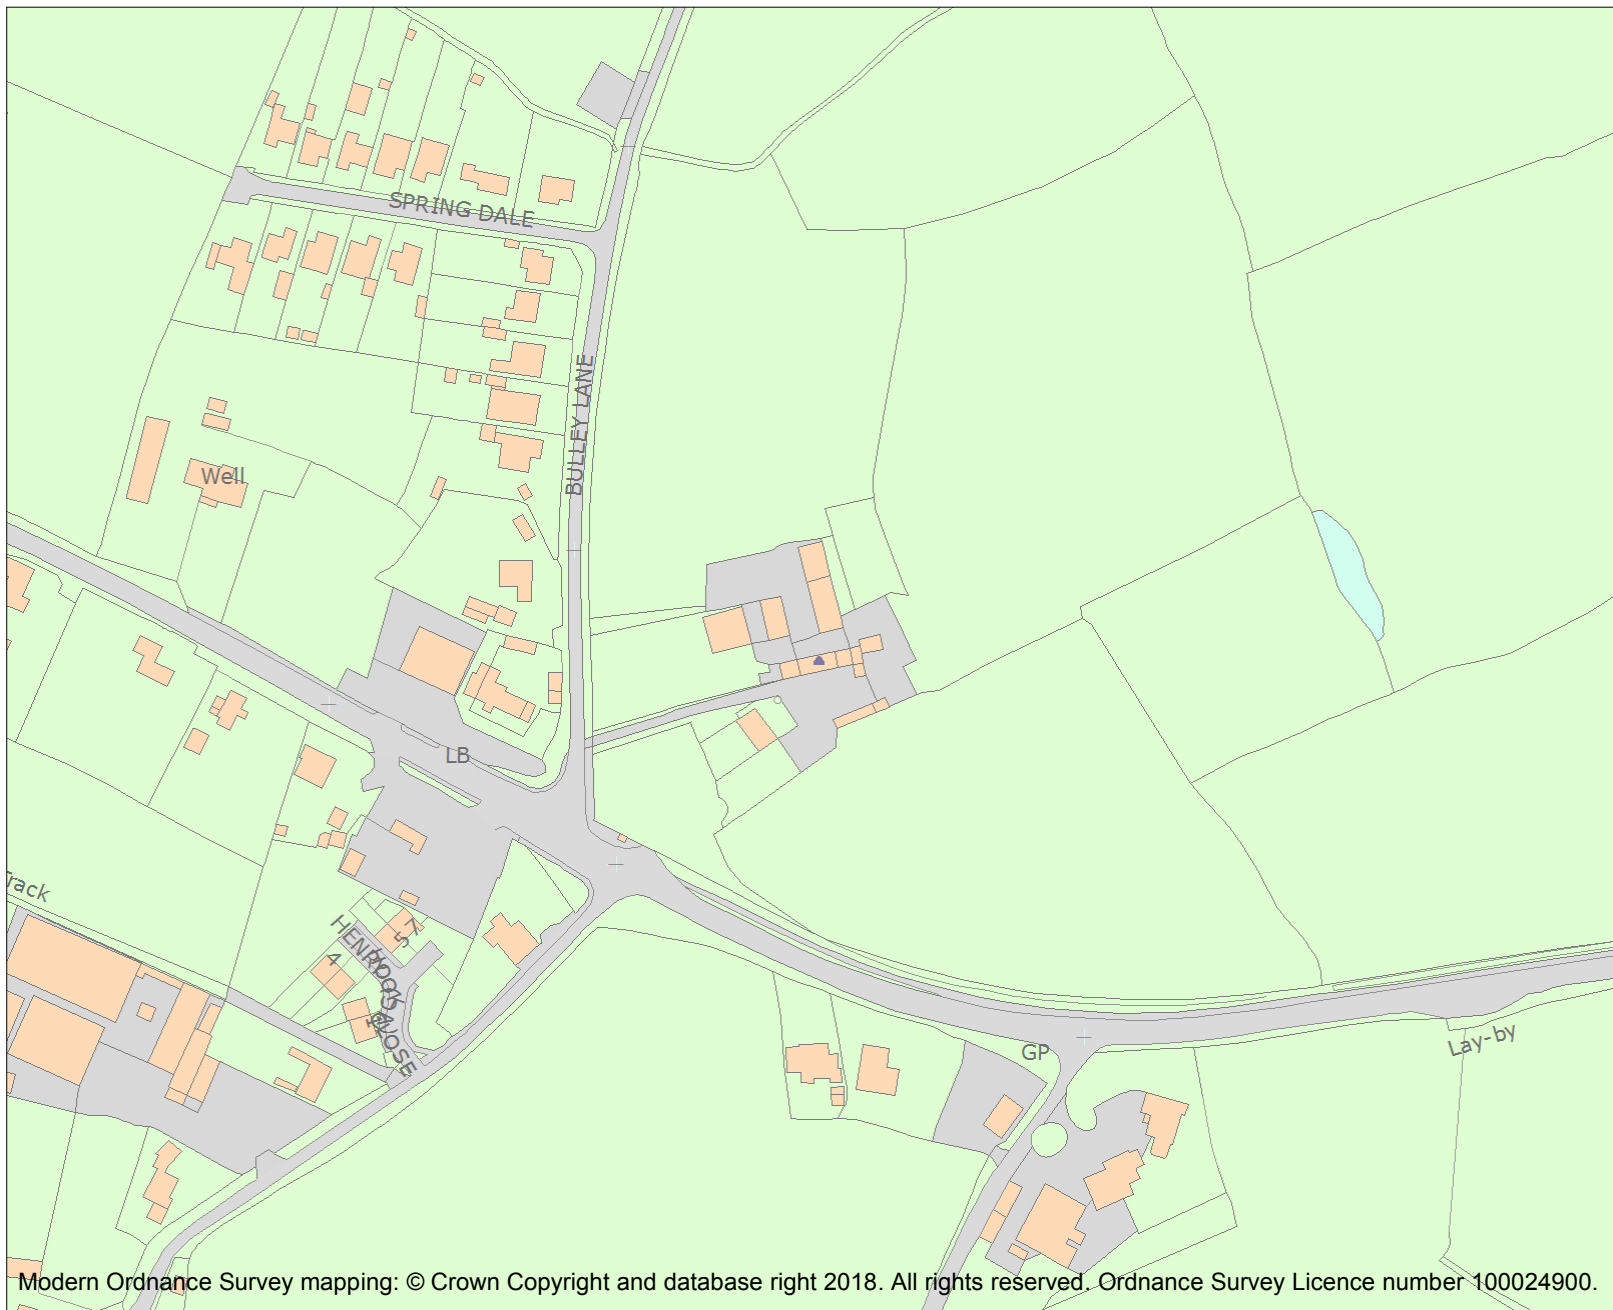 SPRING DALE
BULLEY LANE
Well
LB
Track
HENRY
CLOSE
5 7
4
GP
Lay-by
Modern Ordnance Survey mapping: © Crown Copyright and database right 2018. All rights reserved. Ordnance Survey Licence number 100024900.